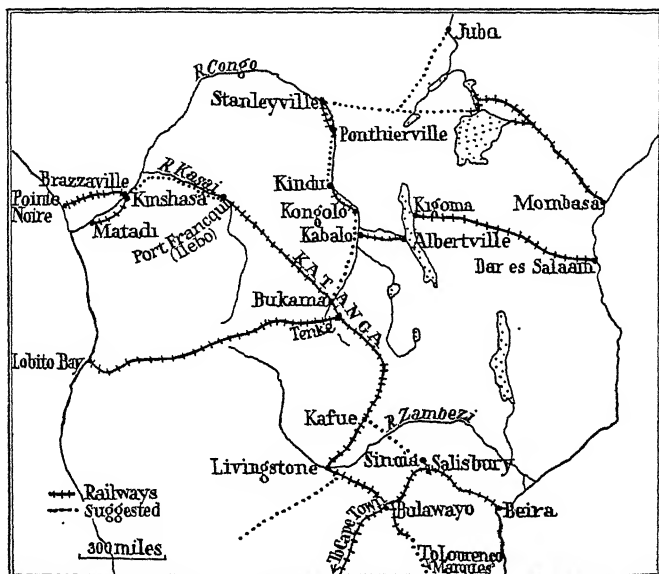 Juba
R Congo
Stanleyville
Ponthierville
R Kasai
Brazzaville
Kindu
Pointe
Noire
Kinshasa
Kongolo
Kigoma
Mombasa
Matadi
Port Francqui
(Ilebo)
Kabalo
Albertville
Dar es Salaam
KATANGA
Bukama
Tenke
Lobito Bay
Kafue
R Zambezi
Livingstone
Sinoia
Salisbury
Railways
Suggested
Bulawayo
Beira
To Cape Town
300 miles
To Lourenco
Marques